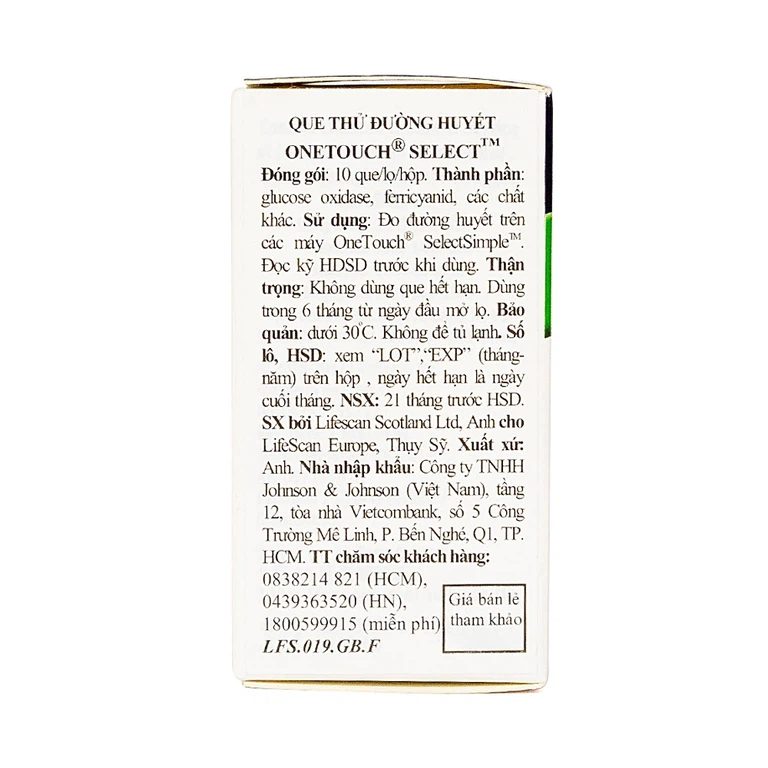 QUE THỬ ĐƯỜNG HUYẾT
ONETOUCH® SELECT™
Đóng gói: 10 que/lọ/hộp. Thành phần:
glucose oxidase, ferricyanid, các chất
khác. Sử dụng: Đo đường huyết trên
các máy OneTouch® SelectSimple™.
Đọc kỹ HDSD trước khi dùng. Thận
trọng: Không dùng que hết hạn. Dùng
trong 6 tháng từ ngày đầu mở lọ. Bảo
quản: dưới 30°C. Không để tủ lạnh. Số
lô, HSD: xem “LOT”,“EXP” (tháng-
năm) trên hộp , ngày hết hạn là ngày
cuối tháng. NSX: 21 tháng trước HSD.
SX bởi Lifescan Scotland Ltd, Anh cho
LifeScan Europe, Thụy Sỹ. Xuất xứ:
Anh. Nhà nhập khẩu: Công ty TNHH
Johnson & Johnson (Việt Nam), tầng
12, tòa nhà Vietcombank, số 5 Công
Trường Mê Linh, P. Bến Nghé, Q1, TP.
HCM. TT chăm sóc khách hàng:
0838214 821 (HCM),
0439363520 (HN),
1800599915 (miễn phí)
LFS.019.GB.F
Giá bán lẻ
tham khảo